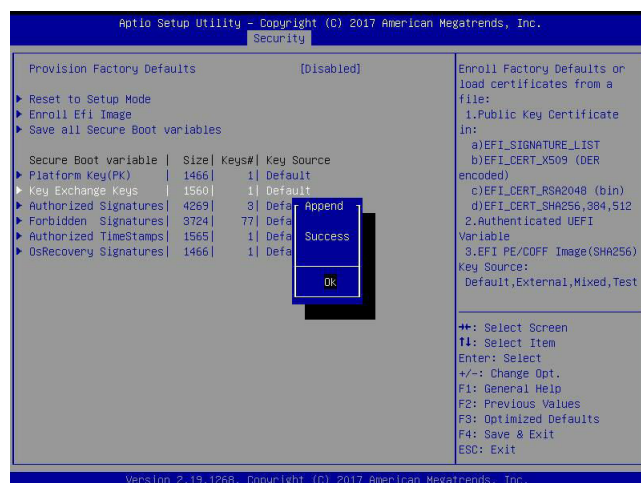 Aptio Setup Utility – Copyright (C) 2017 American Megatrends, Inc.
Security
Provision Factory Defaults [Disabled]
▶ Reset to Setup Mode
▶ Enroll Efi Image
▶ Save all Secure Boot variables
Secure Boot variable | Size| Keys#| Key Source
▶ Platform Key(PK) | 1466| 1| Default
▶ Key Exchange Keys | 1560| 1| Default
▶ Authorized Signatures| 4269| 3| Defa
▶ Forbidden Signatures| 3724| 77| Defa
▶ Authorized TimeStamps| 1565| 1| Defa
▶ OsRecovery Signatures| 1466| 1| Defa
Append
Success
Ok
Enroll Factory Defaults or
load certificates from a
file:
1.Public Key Certificate
in:
a)EFI_SIGNATURE_LIST
b)EFI_CERT_X509 (DER
encoded)
c)EFI_CERT_RSA2048 (bin)
d)EFI_CERT_SHA256,384,512
2.Authenticated UEFI
Variable
3.EFI PE/COFF Image(SHA256)
Key Source:
Default,External,Mixed,Test
→←: Select Screen
↑↓: Select Item
Enter: Select
+/-: Change Opt.
F1: General Help
F2: Previous Values
F3: Optimized Defaults
F4: Save & Exit
ESC: Exit
Version 2.19.1268. Copyright (C) 2017 American Megatrends, Inc.